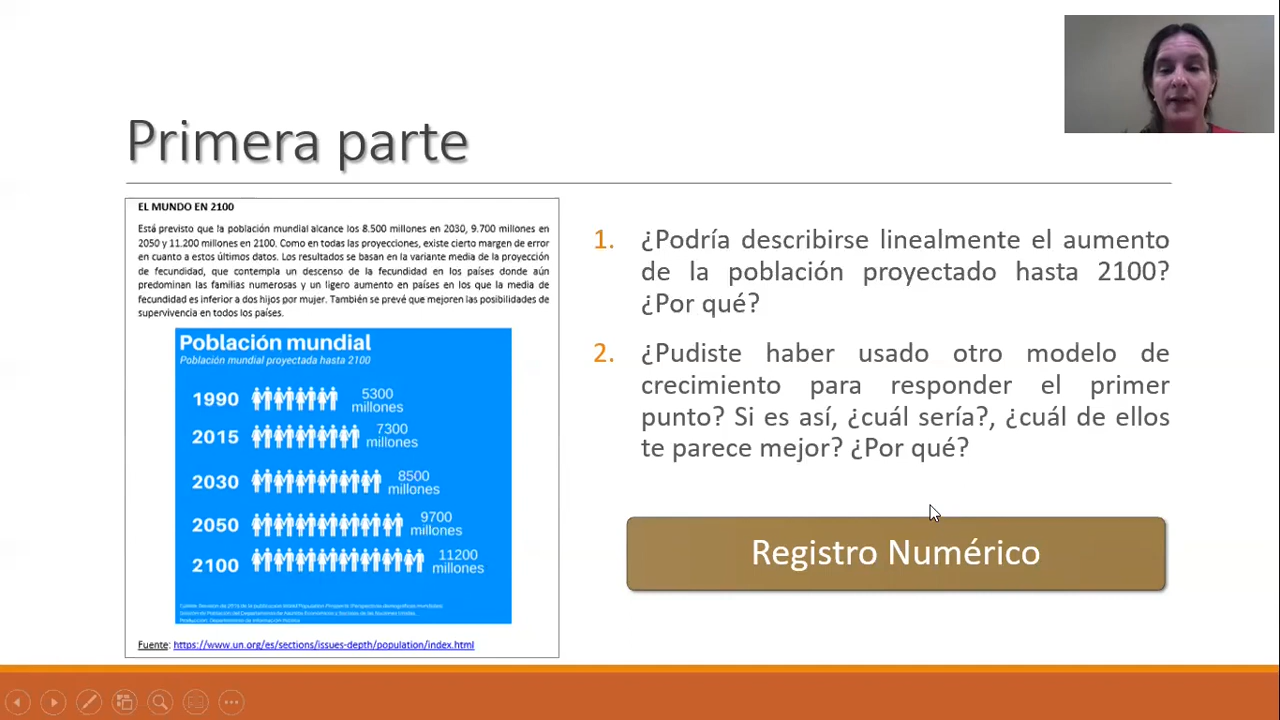 Primera parte
EL MUNDO EN 2100
Está previsto que la población mundial alcance los 8.500 millones en 2030, 9.700 millones en
2050 y 11.200 millones en 2100. Como en todas las proyecciones, existe cierto margen de error
en cuanto a estos últimos datos. Los resultados se basan en la variante media de la proyección
de fecundidad, que contempla un descenso de la fecundidad en los países donde aún
predominan las familias numerosas y un ligero aumento en países en los que la media de
fecundidad es inferior a dos hijos por mujer. También se prevé que mejoren las posibilidades de
supervivencia en todos los países.
Población mundial
Población mundial proyectada hasta 2100
1990 5300
millones
2015 7300
millones
2030 8500
millones
2050 9700
millones
2100 11200
millones
Fuente: https://www.un.org/es/sections/issues-depth/population/index.html
1. ¿Podría describirse linealmente el aumento
de la población proyectado hasta 2100?
¿Por qué?
2. ¿Pudiste haber usado otro modelo de
crecimiento para responder el primer
punto? Si es así, ¿cuál sería?, ¿cuál de ellos
te parece mejor? ¿Por qué?
Registro Numérico